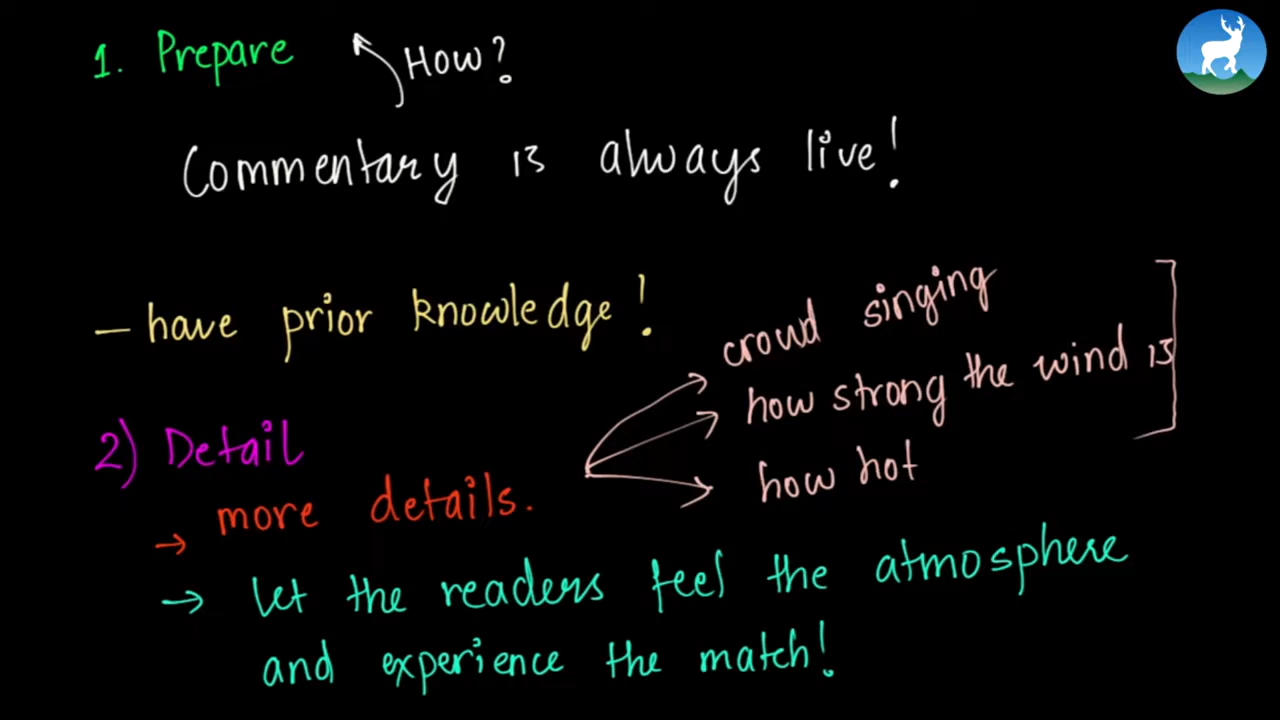 1. Prepare How?
Commentary is always live!
– have prior knowledge!
crowd singing
how strong the wind is
how hot
2) Detail
→ more details.
→ let the readers feel the atmosphere
and experience the match!